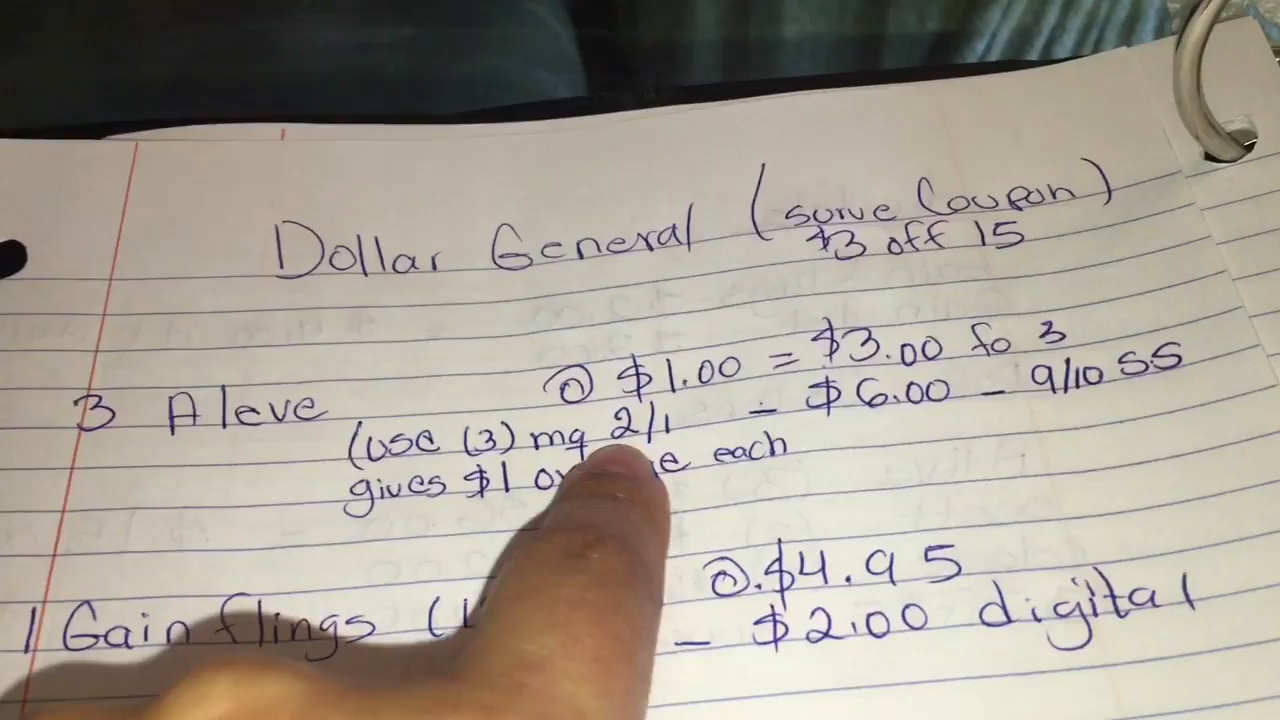 Dollar General (surve Coupon)
$3 off 15
3 Aleve @ $1.00 = $3.00 fo 3
(use (3) mq 2/1 - $6.00 - 9/10 SS
gives $1 each
1 Gain flings @.$4.95
- $2.00 digital